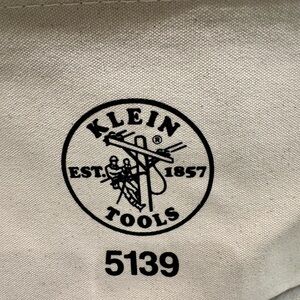 KLEIN
®
EST. 1857
TOOLS
5139